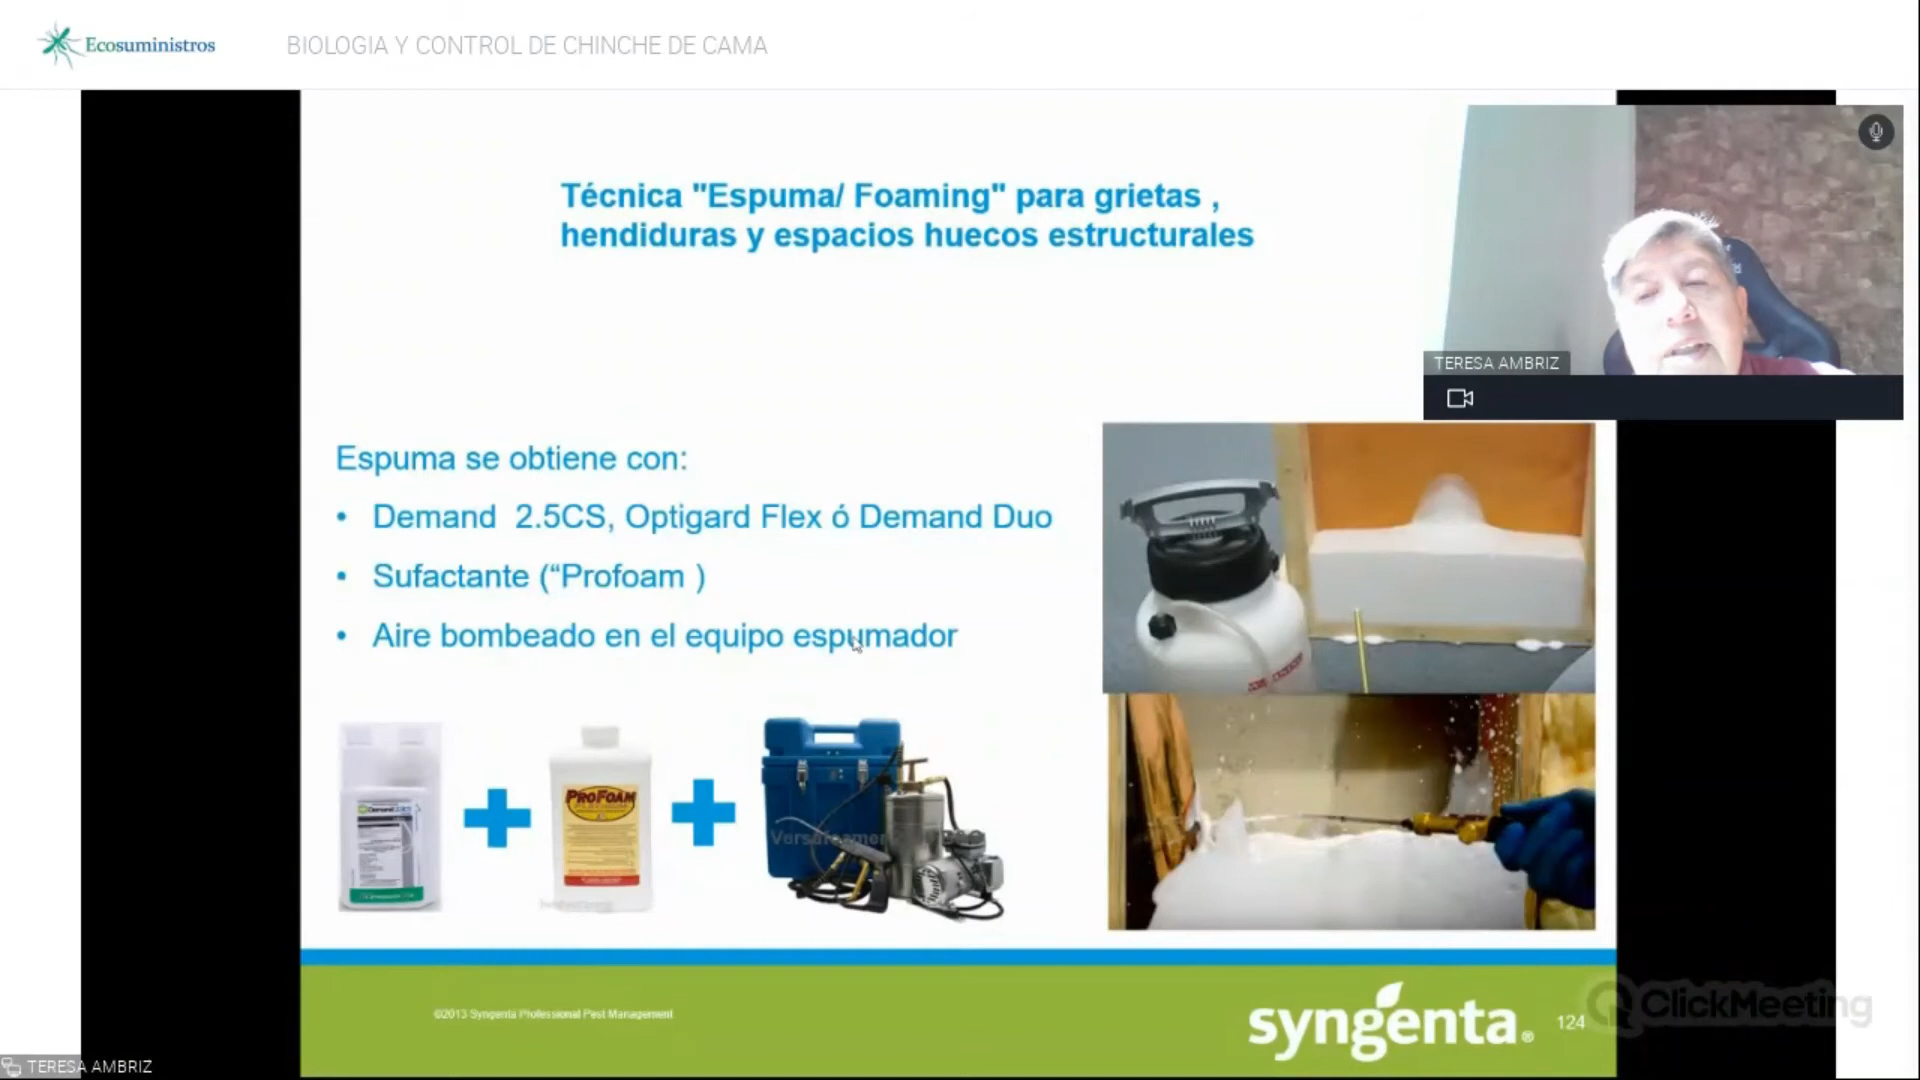 Ecosuministros
BIOLOGIA Y CONTROL DE CHINCHE DE CAMA
Técnica "Espuma/ Foaming" para grietas ,
hendiduras y espacios huecos estructurales
TERESA AMBRIZ
Espuma se obtiene con:
• Demand 2.5CS, Optigard Flex ó Demand Duo
• Sufactante (“Profoam )
• Aire bombeado en el equipo espumador
Demand
PROFOAM
Versafoamer
©2013 Syngenta Professional Pest Management
syngenta®
124
ClickMeeting
TERESA AMBRIZ